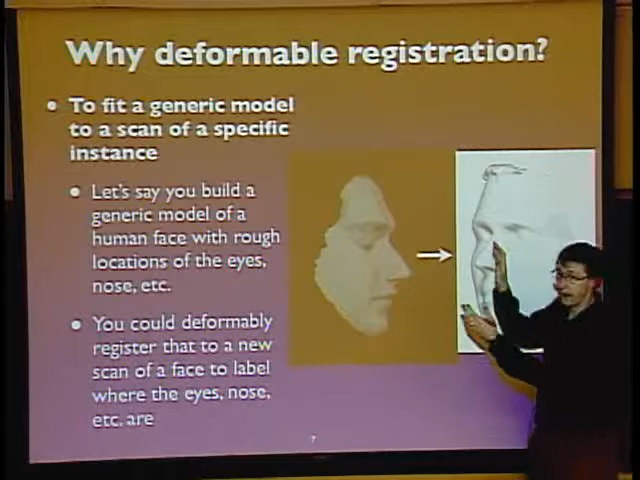 Why deformable registration?
• To fit a generic model
to a scan of a specific
instance
• Let's say you build a
generic model of a
human face with rough
locations of the eyes,
nose, etc.
• You could deformably
register that to a new
scan of a face to label
where the eyes, nose,
etc. are
7